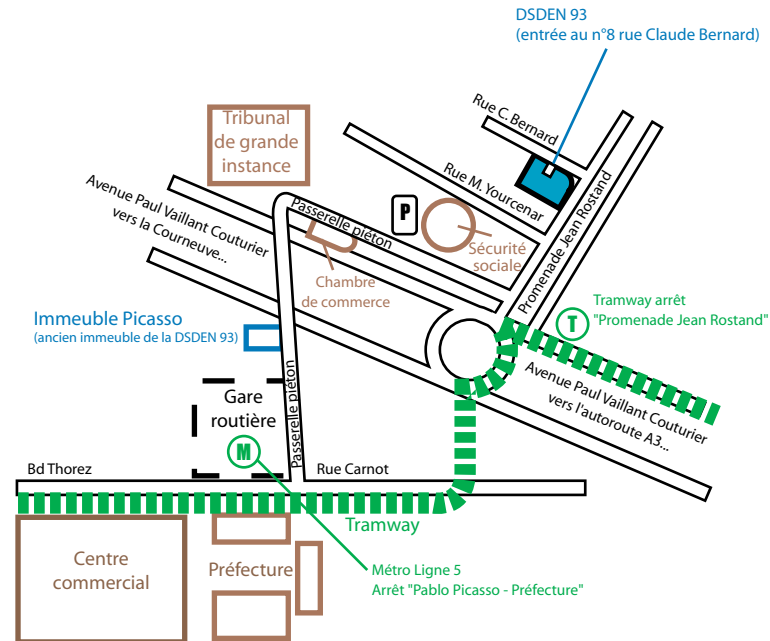 DSDEN 93
(entrée au n°8 rue Claude Bernard)
Rue C. Bernard
Tribunal
de grande
instance
Rue M. Yourcenar
Avenue Paul Vaillant Couturier
vers la Courneuve...
Passerelle piéton
P
Sécurité
sociale
Promenade Jean Rostand
Chambre
de commerce
Tramway arrêt
"Promenade Jean Rostand"
T
Immeuble Picasso
(ancien immeuble de la DSDEN 93)
Avenue Paul Vaillant Couturier
vers l'autoroute A3...
Gare
routière
M
Passerelle piéton
Bd Thorez
Rue Carnot
Tramway
Centre
commercial
Préfecture
Métro Ligne 5
Arrêt "Pablo Picasso - Préfecture"